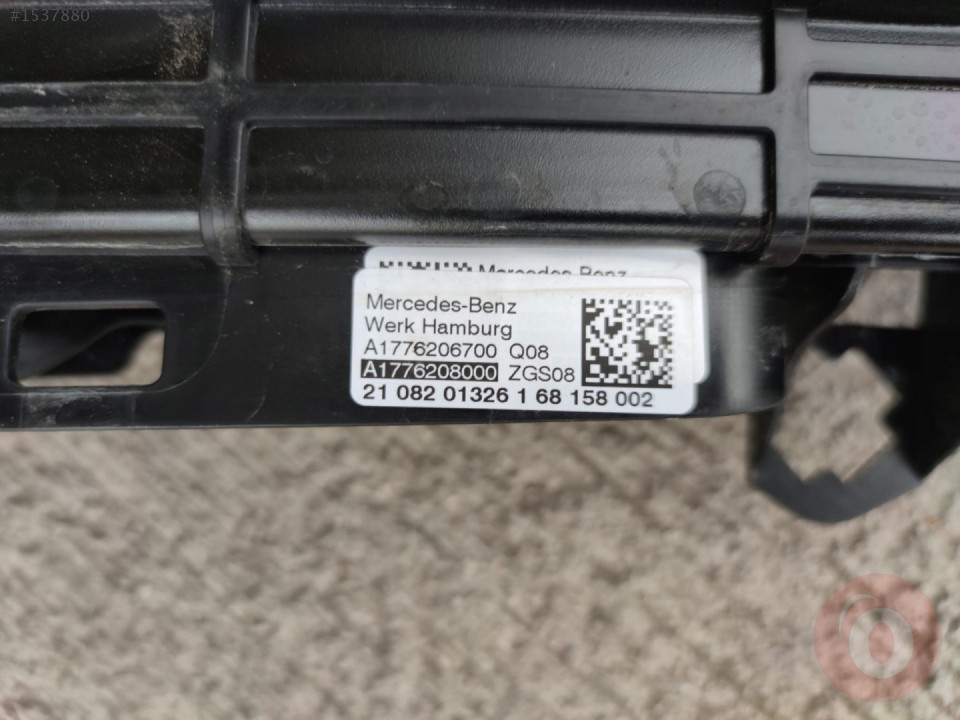 #1537880
Mercedes-Benz
Mercedes-Benz
Werk Hamburg
A1776206700 Q08
A1776208000 ZGS08
21 082 01326 1 68 158 002